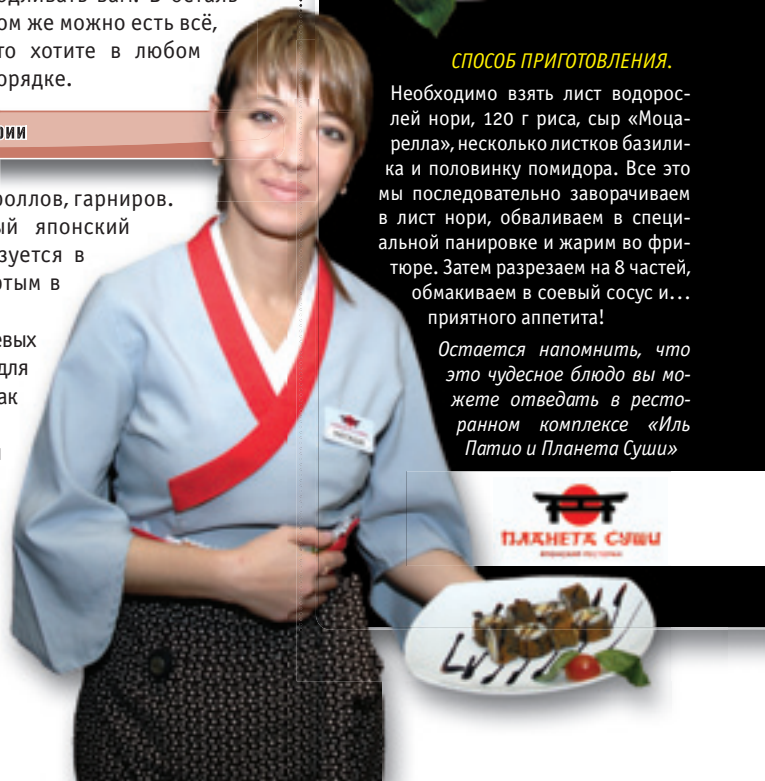 ом же можно есть всё,
то хотите в любом
орядке.
рии
роллов, гарниров.
ый японский
зуется в
отым в
евых
для
ак
СПОСОБ ПРИГОТОВЛЕНИЯ.
Необходимо взять лист водорос-
лей нори, 120 г риса, сыр «Моца-
релла», несколько листков базили-
ка и половинку помидора. Все это
мы последовательно заворачиваем
в лист нори, обваливаем в специ-
альной панировке и жарим во фри-
тюре. Затем разрезаем на 8 частей,
обмакиваем в соевый сосус и...
приятного аппетита!
Остается напомнить, что
это чудесное блюдо вы мо-
жете отведать в ресто-
ранном комплексе «Иль
Патио и Планета Суши»
ПЛАНЕТА СУШИ